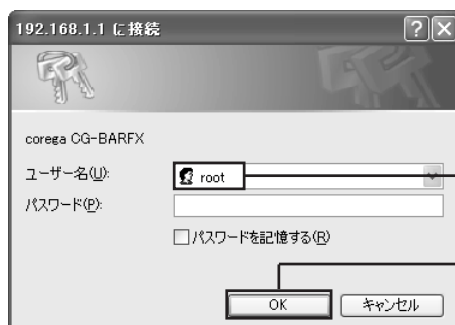 192.168.1.1 に接続
corega CG-BARFX
ユーザー名(U):
root
パスワード(P):
パスワードを記憶する(R)
OK
キャンセル